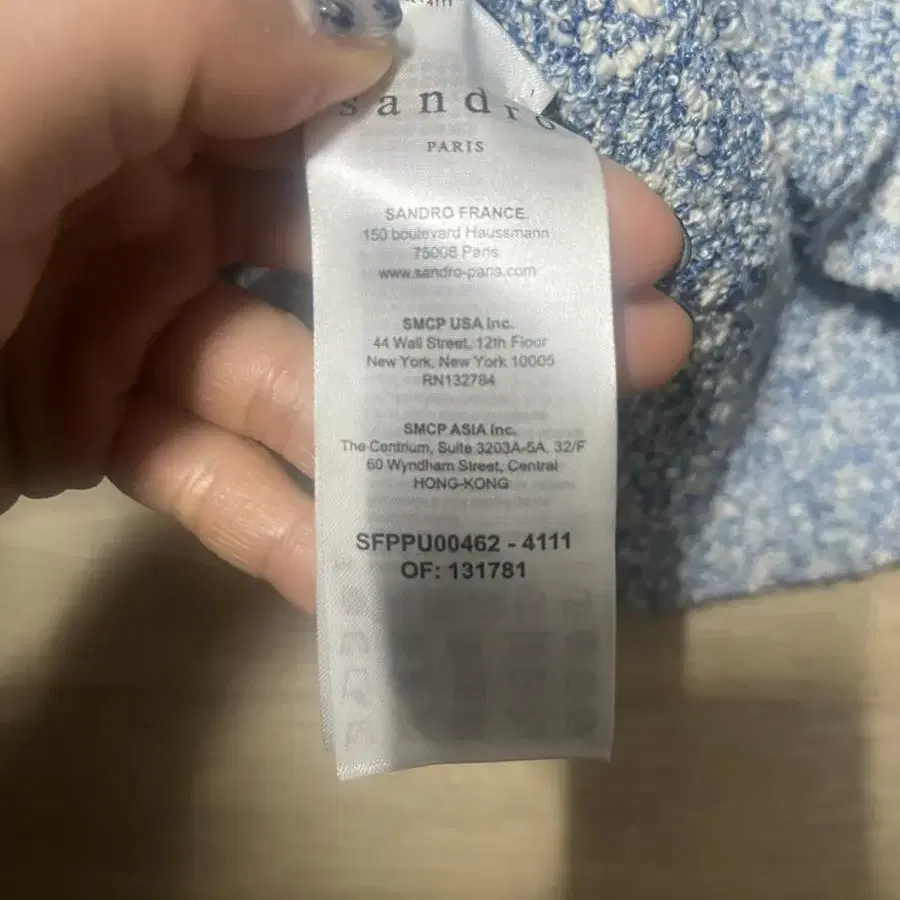 4111
sandro
PARIS
SANDRO FRANCE.
150 boulevard Haussmann
75008 Paris
www.sandro-paris.com
SMCP USA Inc.
44 Wall Street, 12th Floor
New York, New York 10005
RN132784
SMCP ASIA Inc.
The Centrium, Suite 3203A-5A, 32/F
60 Wyndham Street, Central
HONG-KONG
SFPPU00462 - 4111
OF: 131781